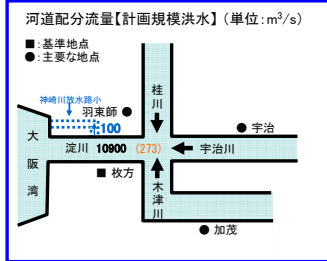 河道配分流量【計画規模洪水】(単位:m³/s)
■:基準地点
●:主要な地点
神崎川放水路小
羽束師
100
桂川
●宇治
大阪湾
淀川 10900 (273)
宇治川
■枚方
木津川
●加茂